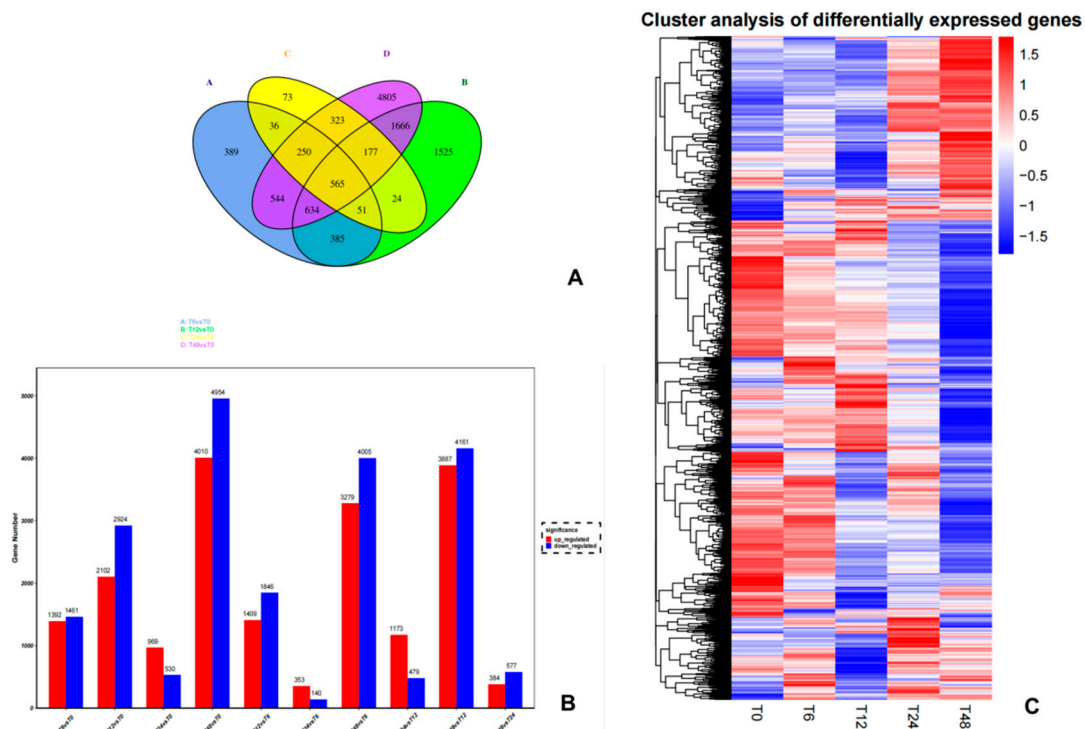 Cluster analysis of differentially expressed genes
C D
A B
73 4805
36 323 1666
389 250 177 1525
565
544 634 51 24
385
A
A: T6vsT0
B: T12vsT0
D: T48vsT0
1.5
1
0.5
0
−0.5
−1
−1.5
Gene Number
5000
4000
3000
2000
1000
0
1392 1461
2102 2924
969 530
4010 4954
1409 1846
353 140
3279 4005
1173 479
3887 4161
384 577
significance
up_regulated
down_regulated
B
T0 T6 T12 T24 T48
C